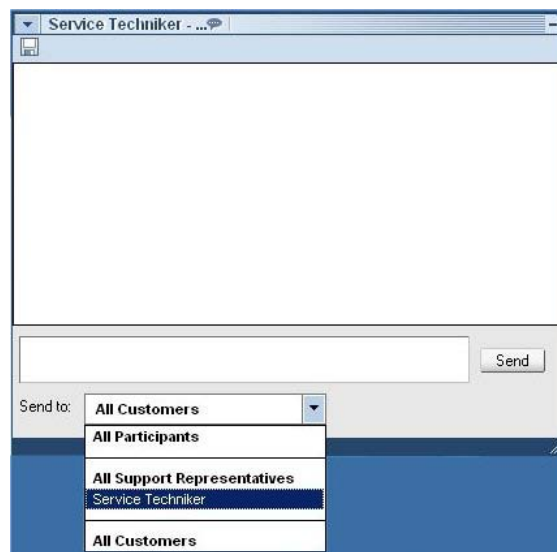 Service Techniker - ...
Send
Send to: All Customers
All Participants
All Support Representatives
Service Techniker
All Customers